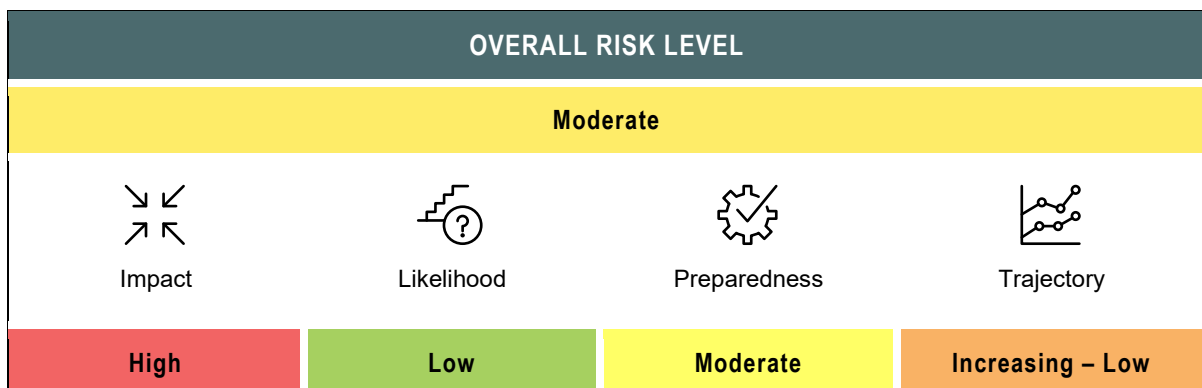 OVERALL RISK LEVEL
Moderate
Impact
Likelihood
Preparedness
Trajectory
High
Low
Moderate
Increasing – Low